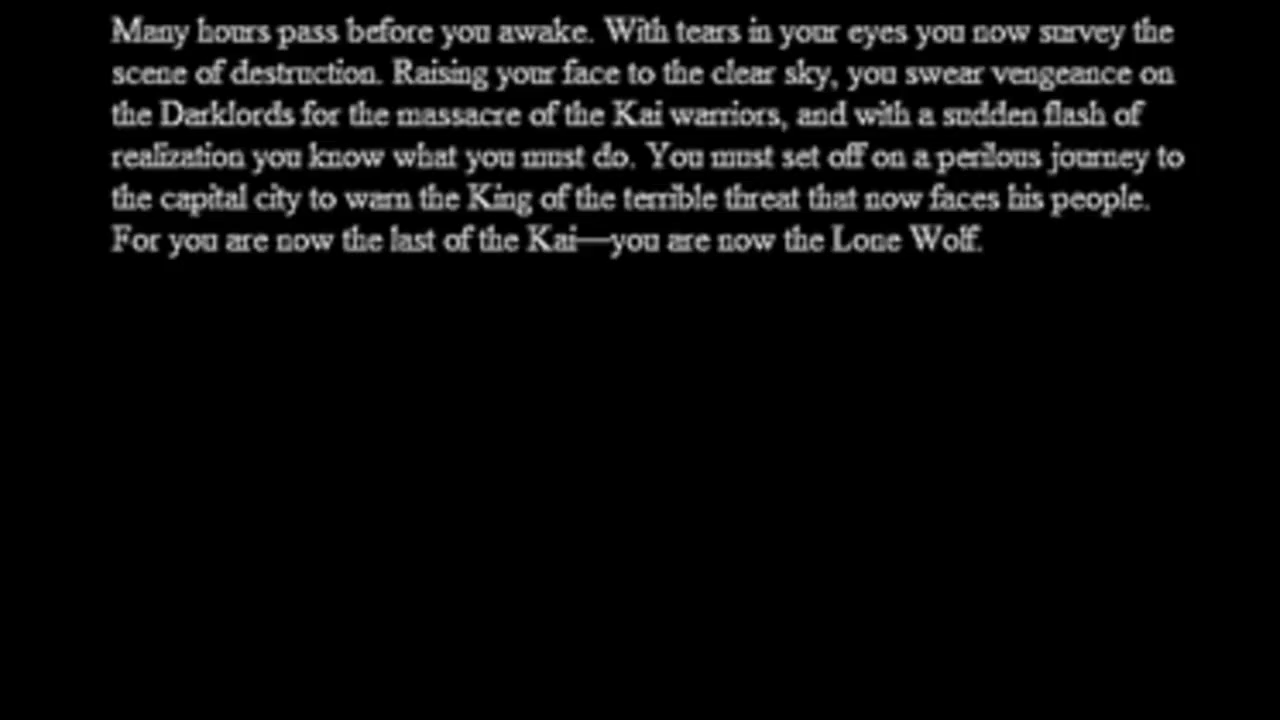 Many hours pass before you awake. With tears in your eyes you now survey the
scene of destruction. Raising your face to the clear sky, you swear vengeance on
the Darklords for the massacre of the Kai warriors, and with a sudden flash of
realization you know what you must do. You must set off on a perilous journey to
the capital city to warn the King of the terrible threat that now faces his people.
For you are now the last of the Kai—you are now the Lone Wolf.